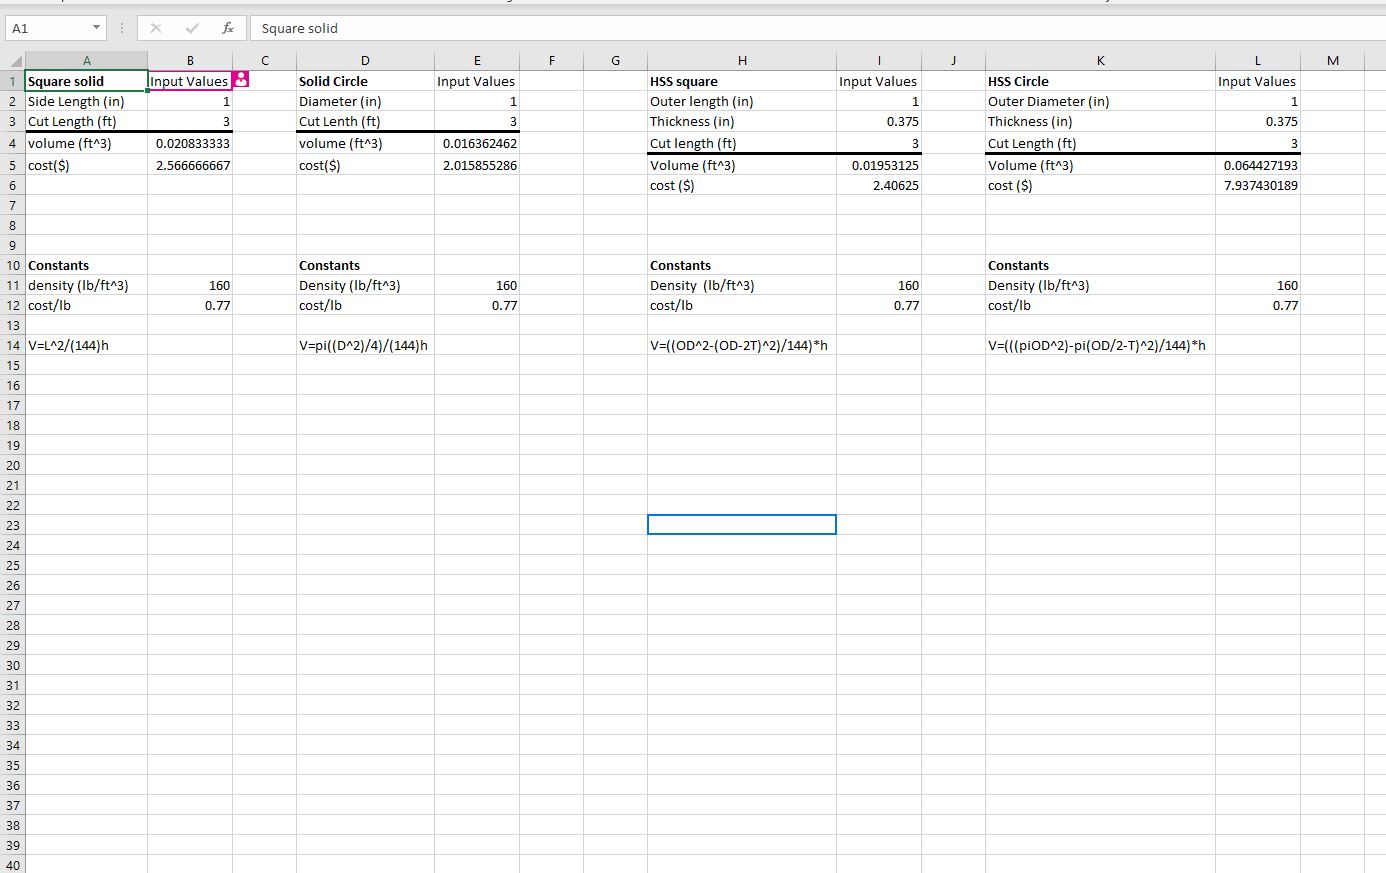 A1 fx Square solid
A B C D E F G H I J K L M
1 Square solid Input Values Solid Circle Input Values HSS square Input Values HSS Circle Input Values
2 Side Length (in) 1 Diameter (in) 1 Outer length (in) 1 Outer Diameter (in) 1
3 Cut Length (ft) 3 Cut Lenth (ft) 3 Thickness (in) 0.375 Thickness (in) 0.375
4 volume (ft^3) 0.020833333 volume (ft^3) 0.016362462 Cut length (ft) 3 Cut Length (ft) 3
5 cost($) 2.566666667 cost($) 2.015855286 Volume (ft^3) 0.01953125 Volume (ft^3) 0.064427193
6 cost ($) 2.40625 cost ($) 7.937430189
7
8
9
10 Constants Constants Constants Constants
11 density (lb/ft^3) 160 Density (lb/ft^3) 160 Density (lb/ft^3) 160 Density (lb/ft^3) 160
12 cost/lb 0.77 cost/lb 0.77 cost/lb 0.77 cost/lb 0.77
13
14 V=L^2/(144)h V=pi((D^2)/4)/(144)h V=((OD^2-(OD-2T)^2)/144)*h V=(((piOD^2)-pi(OD/2-T)^2)/144)*h
15
16
17
18
19
20
21
22
23
24
25
26
27
28
29
30
31
32
33
34
35
36
37
38
39
40